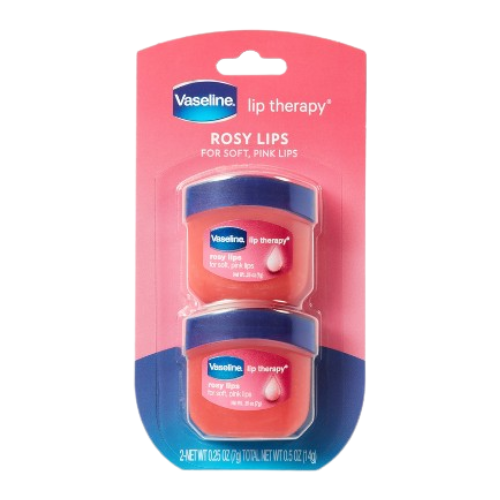 Vaseline. lip therapy®
ROSY LIPS
FOR SOFT, PINK LIPS
Vaseline. lip therapy®
rosy lips
for soft, pink lips
Vaseline. lip therapy®
rosy lips
for soft, pink lips
2-NET WT 0.25 OZ (7g) TOTAL NET WT 0.5 OZ (14g)